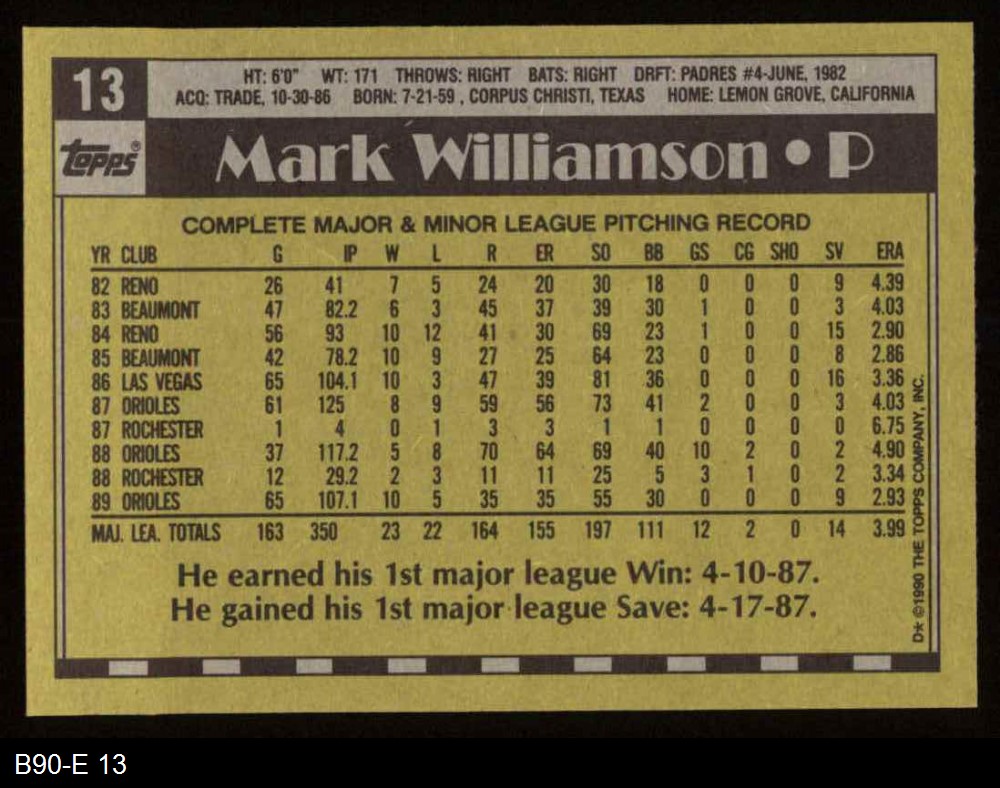 13
HT: 6'0" WT: 171 THROWS: RIGHT BATS: RIGHT DRFT: PADRES #4-JUNE, 1982
ACQ: TRADE, 10-30-86 BORN: 7-21-59 , CORPUS CHRISTI, TEXAS HOME: LEMON GROVE, CALIFORNIA
topps®
Mark Williamson • P
COMPLETE MAJOR & MINOR LEAGUE PITCHING RECORD
YR CLUB G IP W L R ER SO BB GS CG SHO SV ERA
82 RENO 26 41 7 5 24 20 30 18 0 0 0 9 4.39
83 BEAUMONT 47 82.2 6 3 45 37 39 30 1 0 0 3 4.03
84 RENO 56 93 10 12 41 30 69 23 1 0 0 15 2.90
85 BEAUMONT 42 78.2 10 9 27 25 64 23 0 0 0 8 2.86
86 LAS VEGAS 65 104.1 10 3 47 39 81 36 0 0 0 16 3.36
87 ORIOLES 61 125 8 9 59 56 73 41 2 0 0 3 4.03
87 ROCHESTER 1 4 0 1 3 3 1 1 0 0 0 0 6.75
88 ORIOLES 37 117.2 5 8 70 64 69 40 10 2 0 2 4.90
88 ROCHESTER 12 29.2 2 3 11 11 25 5 3 1 0 2 3.34
89 ORIOLES 65 107.1 10 5 35 35 55 30 0 0 0 9 2.93
MAJ. LEA. TOTALS 163 350 23 22 164 155 197 111 12 2 0 14 3.99
He earned his 1st major league Win: 4-10-87.
He gained his 1st major league Save: 4-17-87.
D* ©1990 THE TOPPS COMPANY, INC.
B90-E 13